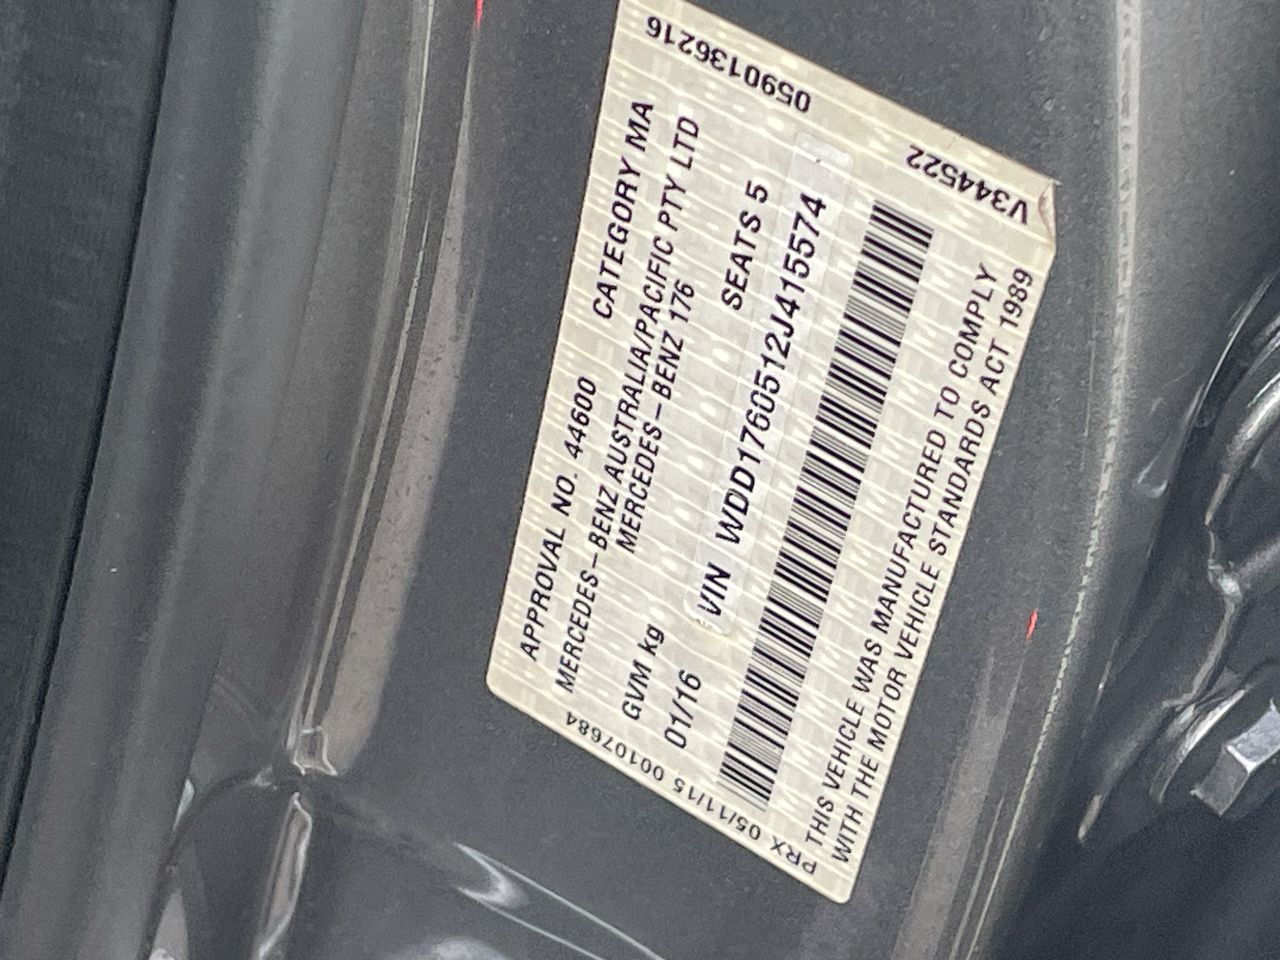 APPROVAL NO. 44600 CATEGORY MA
MERCEDES-BENZ AUSTRALIA/PACIFIC PTY LTD
MERCEDES-BENZ 176
GVM kg SEATS 5
01/16
VIN WDD1760512J415574
THIS VEHICLE WAS MANUFACTURED TO COMPLY
WITH THE MOTOR VEHICLE STANDARDS ACT 1989
0590136216
V344522
PRX 05/11/15 00107684